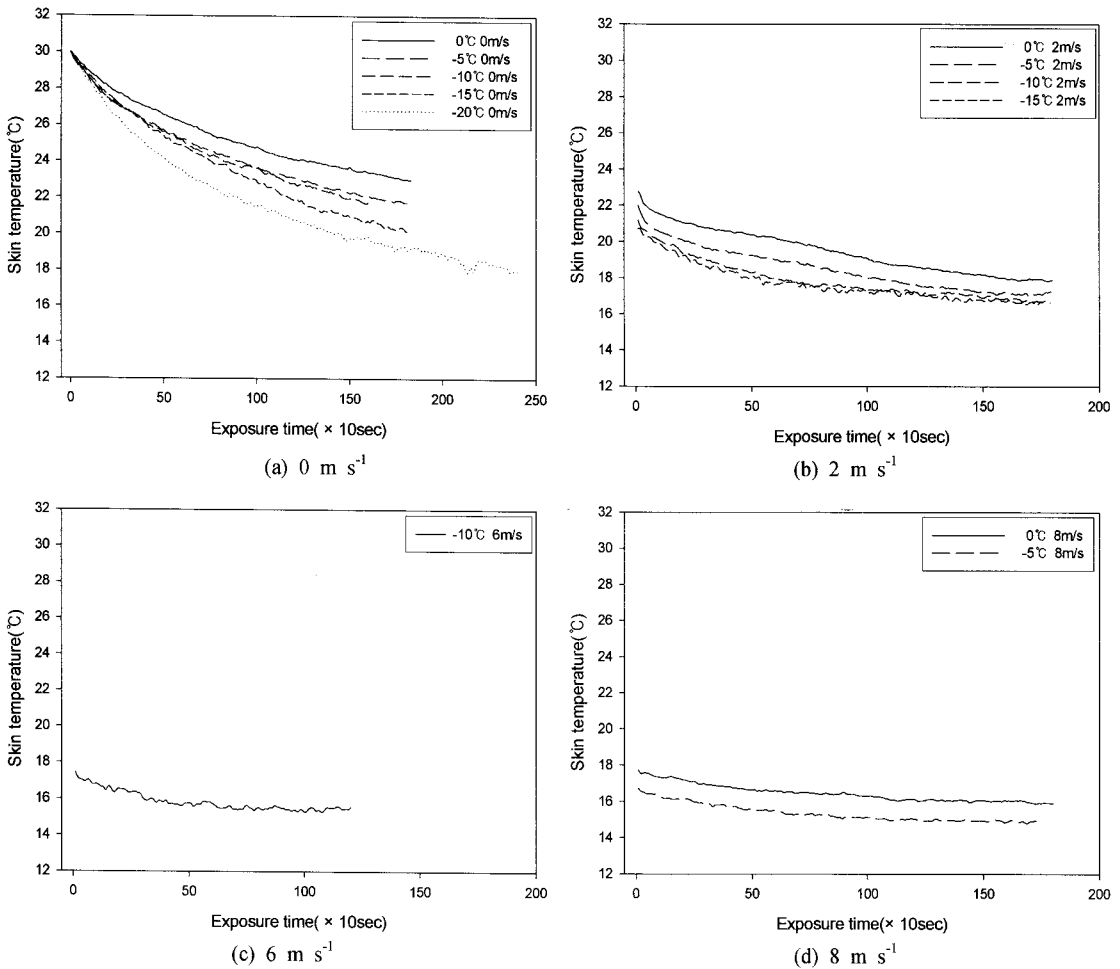 32
30
28
26
24
22
20
18
16
14
12
Skin temperature(℃)
0℃ 0m/s
-5℃ 0m/s
-10℃ 0m/s
-15℃ 0m/s
-20℃ 0m/s
0 50 100 150 200 250
Exposure time( × 10sec)
(a) 0 m s-1
32
30
28
26
24
22
20
18
16
14
12
Skin temperature(℃)
0℃ 2m/s
-5℃ 2m/s
-10℃ 2m/s
-15℃ 2m/s
0 50 100 150 200
Exposure time( × 10sec)
(b) 2 m s-1
32
30
28
26
24
22
20
18
16
14
12
Skin temperature(℃)
-10℃ 6m/s
0 50 100 150 200
Exposure time( × 10sec)
(c) 6 m s-1
32
30
28
26
24
22
20
18
16
14
12
Skin temperature(℃)
0℃ 8m/s
-5℃ 8m/s
0 50 100 150 200
Exposure time(× 10sec)
(d) 8 m s-1